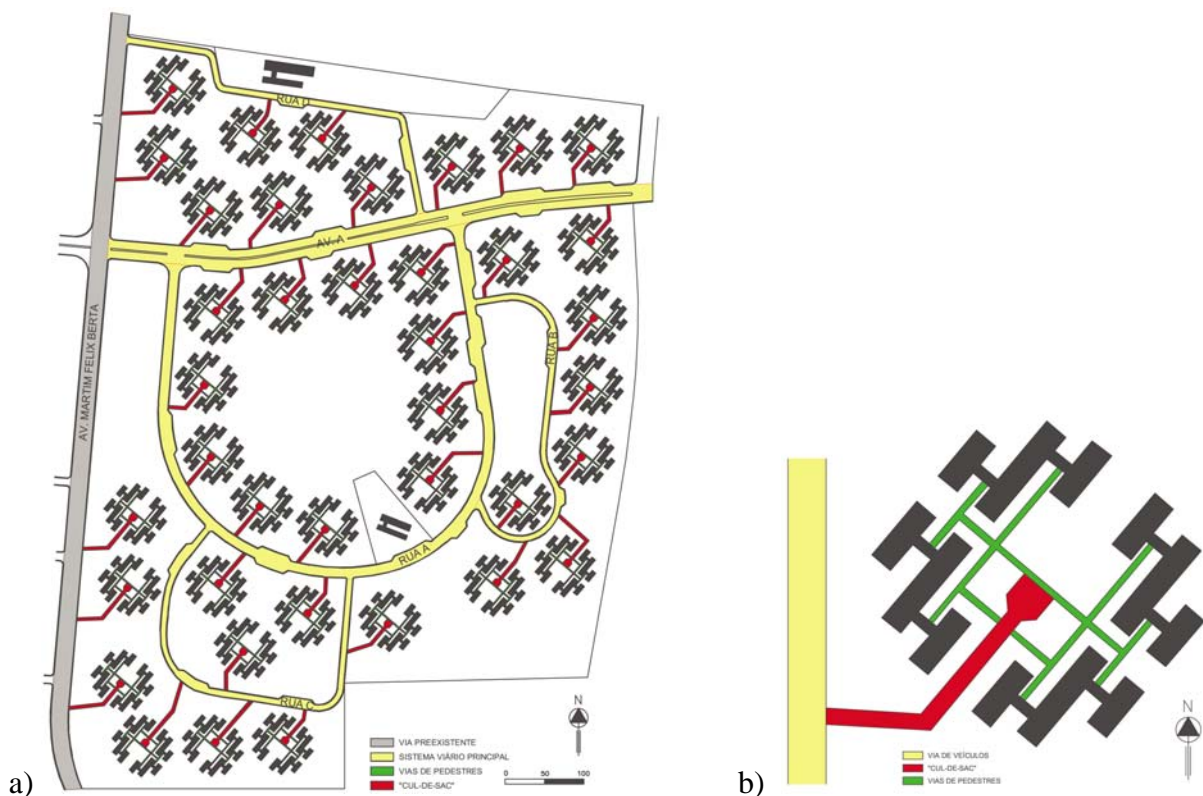 RUA D
AV. A
AV. MARTIM FELIX BERTA
RUA B
RUA A
RUA C
N
VIA PREEXISTENTE
SISTEMA VIÁRIO PRINCIPAL
VIAS DE PEDESTRES
"CUL-DE-SAC"
0 50 100
a)
N
VIA DE VEÍCULOS
"CUL-DE-SAC"
VIAS DE PEDESTRES
b)